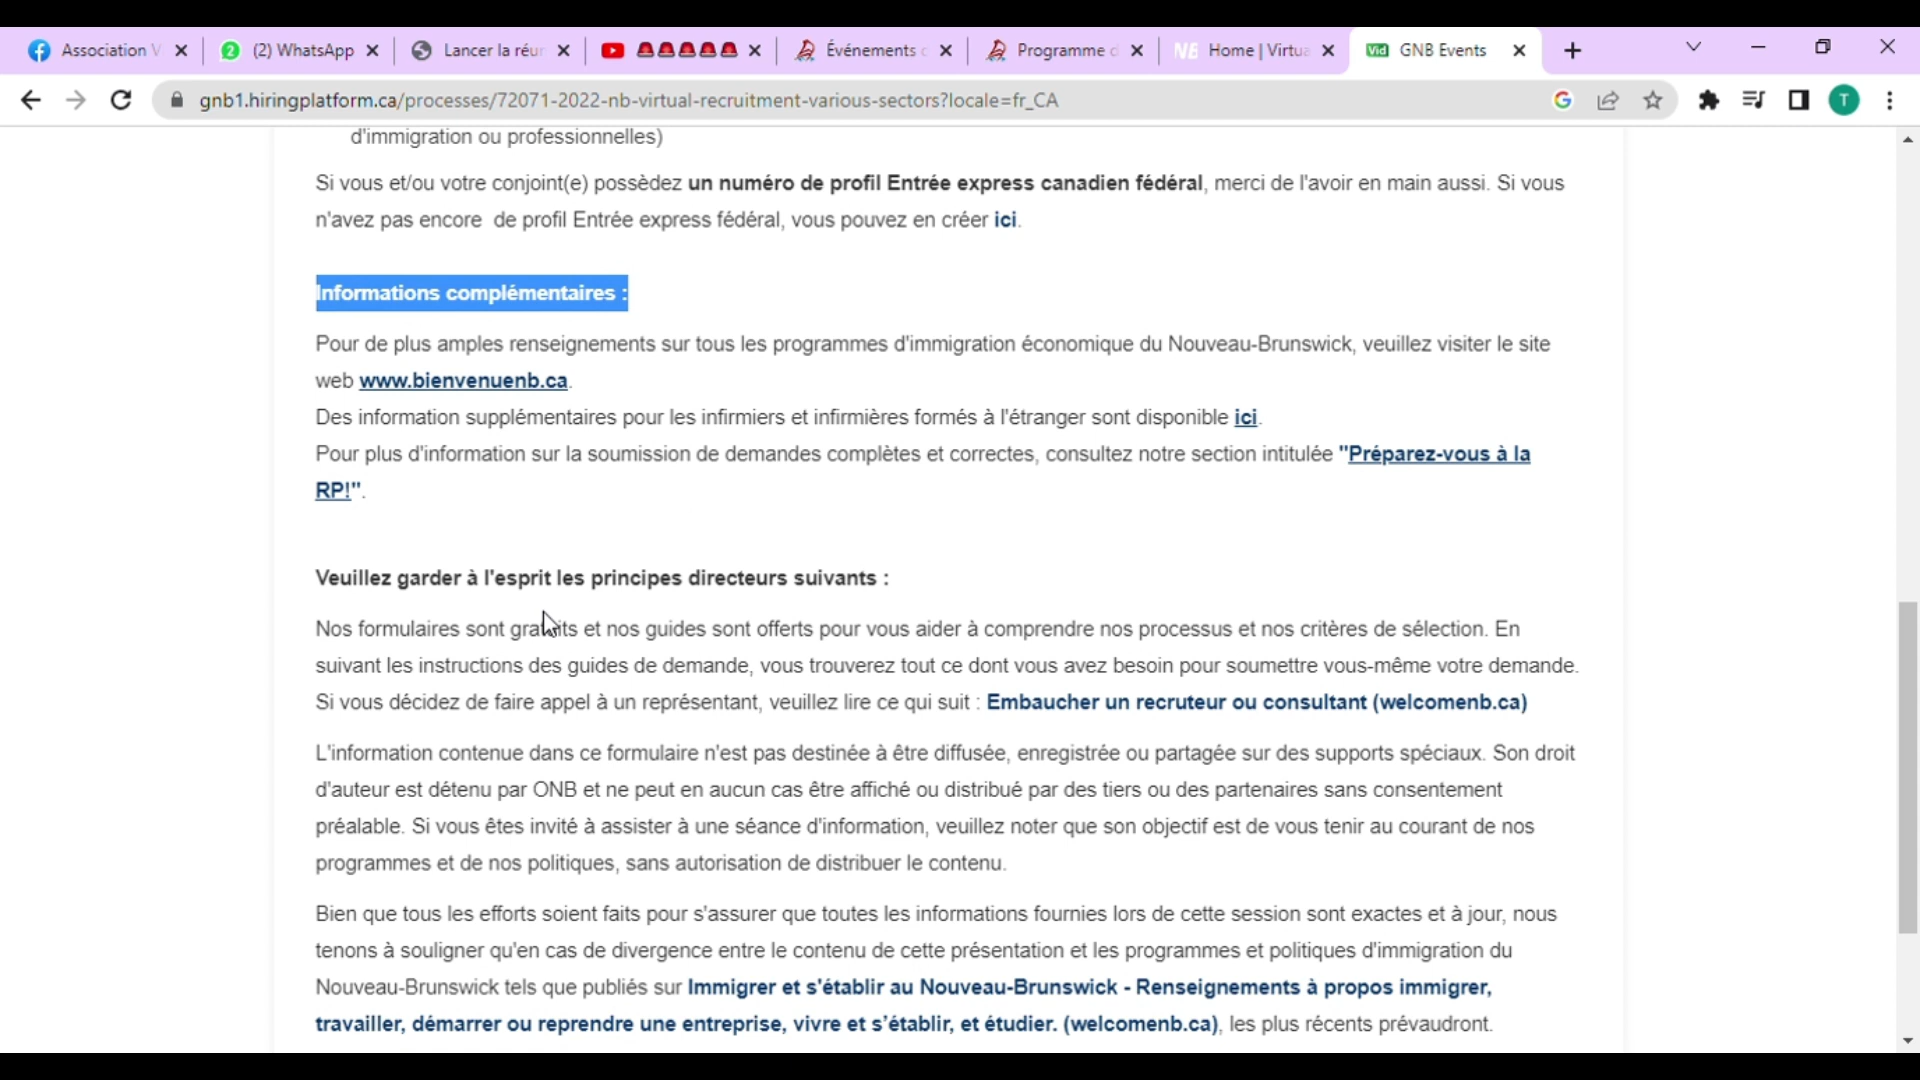 Association V
(2) WhatsApp
Lancer la réu
Événements
Programme d
NB Home | Virtua
Vid GNB Events
gnb1.hiringplatform.ca/processes/72071-2022-nb-virtual-recruitment-various-sectors?locale=fr_CA
T
d'immigration ou professionnelles)
Si vous et/ou votre conjoint(e) possèdez un numéro de profil Entrée express canadien fédéral, merci de l'avoir en main aussi. Si vous
n'avez pas encore de profil Entrée express fédéral, vous pouvez en créer ici.
Informations complémentaires :
Pour de plus amples renseignements sur tous les programmes d'immigration économique du Nouveau-Brunswick, veuillez visiter le site
web www.bienvenuenb.ca.
Des information supplémentaires pour les infirmiers et infirmières formés à l'étranger sont disponible ici.
Pour plus d'information sur la soumission de demandes complètes et correctes, consultez notre section intitulée "Préparez-vous à la
RP!".
Veuillez garder à l'esprit les principes directeurs suivants :
Nos formulaires sont gratuits et nos guides sont offerts pour vous aider à comprendre nos processus et nos critères de sélection. En
suivant les instructions des guides de demande, vous trouverez tout ce dont vous avez besoin pour soumettre vous-même votre demande.
Si vous décidez de faire appel à un représentant, veuillez lire ce qui suit : Embaucher un recruteur ou consultant (welcomenb.ca)
L'information contenue dans ce formulaire n'est pas destinée à être diffusée, enregistrée ou partagée sur des supports spéciaux. Son droit
d'auteur est détenu par ONB et ne peut en aucun cas être affiché ou distribué par des tiers ou des partenaires sans consentement
préalable. Si vous êtes invité à assister à une séance d'information, veuillez noter que son objectif est de vous tenir au courant de nos
programmes et de nos politiques, sans autorisation de distribuer le contenu.
Bien que tous les efforts soient faits pour s'assurer que toutes les informations fournies lors de cette session sont exactes et à jour, nous
tenons à souligner qu'en cas de divergence entre le contenu de cette présentation et les programmes et politiques d'immigration du
Nouveau-Brunswick tels que publiés sur Immigrer et s'établir au Nouveau-Brunswick - Renseignements à propos immigrer,
travailler, démarrer ou reprendre une entreprise, vivre et s’établir, et étudier. (welcomenb.ca), les plus récents prévaudront.